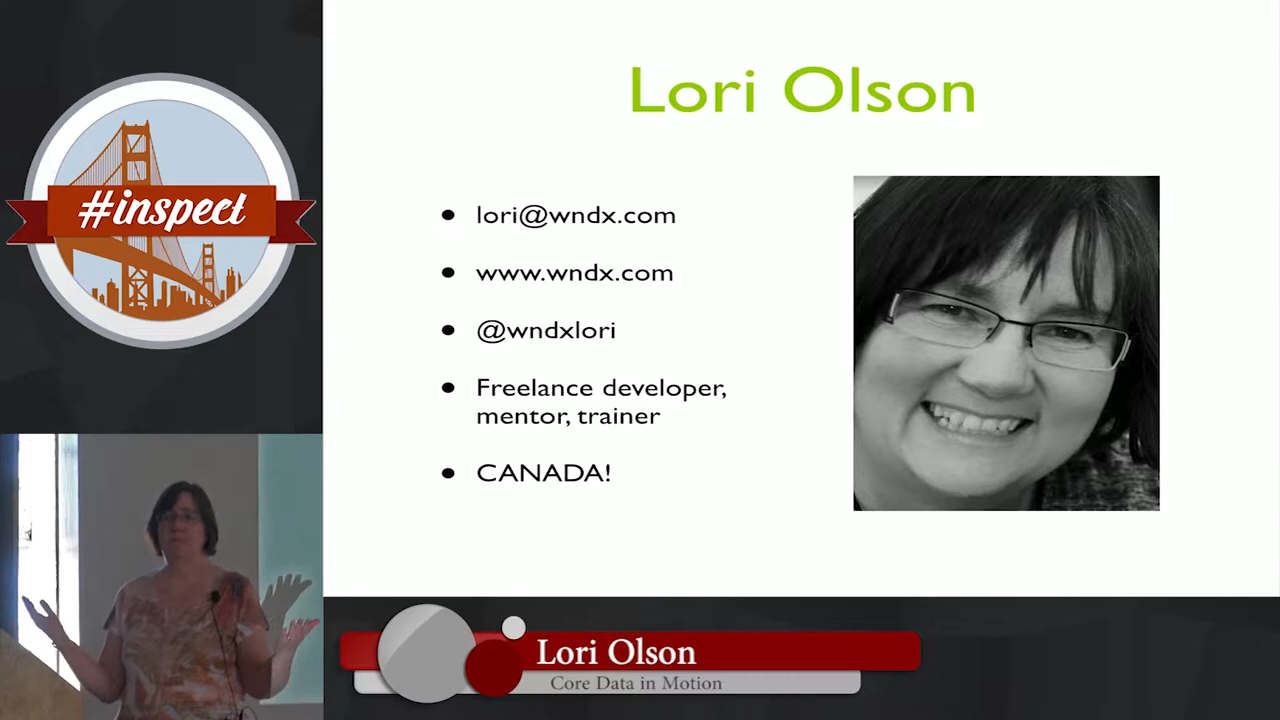 #inspect
Lori Olson
lori@wndx.com
www.wndx.com
@wndxlori
Freelance developer,
mentor, trainer
CANADA!
Lori Olson
Core Data in Motion